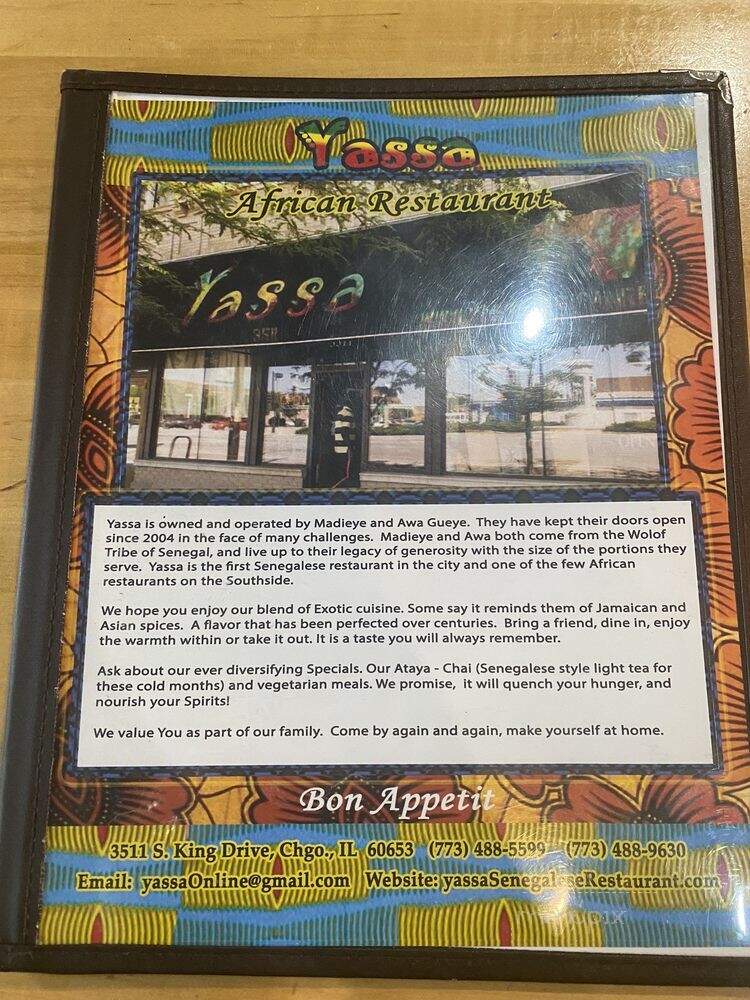 Yassa
African Restaurant
Yassa
3511
Yassa is owned and operated by Madieye and Awa Gueye. They have kept their doors open
since 2004 in the face of many challenges. Madieye and Awa both come from the Wolof
Tribe of Senegal, and live up to their legacy of generosity with the size of the portions they
serve. Yassa is the first Senegalese restaurant in the city and one of the few African
restaurants on the Southside.
We hope you enjoy our blend of Exotic cuisine. Some say it reminds them of Jamaican and
Asian spices. A flavor that has been perfected over centuries. Bring a friend, dine in, enjoy
the warmth within or take it out. It is a taste you will always remember.
Ask about our ever diversifying Specials. Our Ataya - Chai (Senegalese style light tea for
these cold months) and vegetarian meals. We promise, it will quench your hunger, and
nourish your Spirits!
We value You as part of our family. Come by again and again, make yourself at home.
Bon Appetit
3511 S. King Drive, Chgo., IL 60653 (773) 488-5599 (773) 488-9630
Email: yassaOnline@gmail.com Website: yassaSenegaleseRestaurant.com